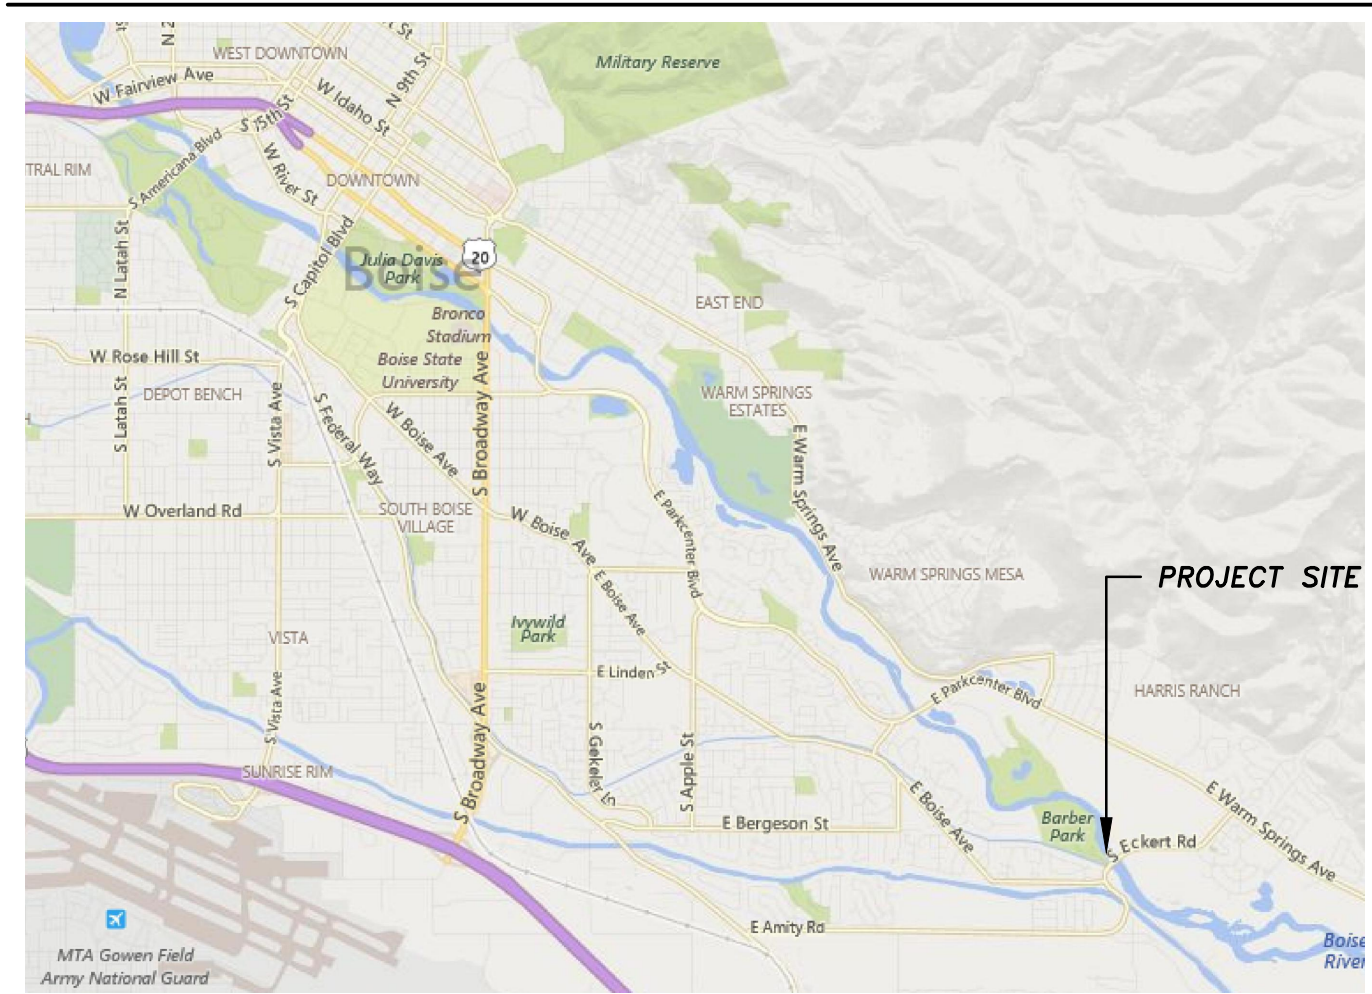 St
N 2
t St
WEST DOWNTOWN
Military Reserve
W Fairview Ave
N 9th St
W Idaho St
S 15th St
S Americana Blvd
TRAL RIM
W River St
DOWNTOWN
N Latah St
S Capitol Blvd
Boise
Julia Davis
Park
20
EAST END
Bronco
Stadium
Boise State
University
W Rose Hill St
DEPOT BENCH
S Latah St
S Vista Ave
S Federal Way
W Boise Ave
S Broadway Ave
WARM SPRINGS
ESTATES
E Warm Springs Ave
W Overland Rd
SOUTH BOISE
VILLAGE
W Boise Ave
E Parkcenter Blvd
E Boise Ave
WARM SPRINGS MESA
PROJECT SITE
Ivywild
Park
VISTA
E Linden St
S Vista Ave
S Broadway Ave
S Gekeler Ln
S Apple St
E Parkcenter Blvd
HARRIS RANCH
SUNRISE RIM
E Bergeson St
E Boise Ave
Barber
Park
S Eckert Rd
E Warm Springs Ave
E Amity Rd
MTA Gowen Field
Army National Guard
Boise
River